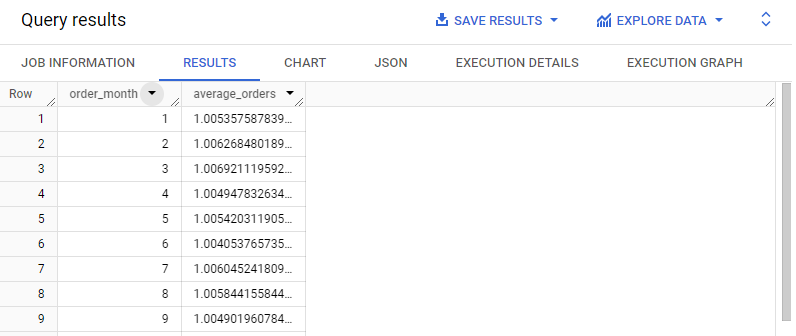 Query results SAVE RESULTS EXPLORE DATA
JOB INFORMATION RESULTS CHART JSON EXECUTION DETAILS EXECUTION GRAPH
Row order_month average_orders
1 1 1.005357587839...
2 2 1.006268480189...
3 3 1.006921119592...
4 4 1.004947832634...
5 5 1.005420311905...
6 6 1.004053765735...
7 7 1.006045241809...
8 8 1.005844155844...
9 9 1.004901960784...